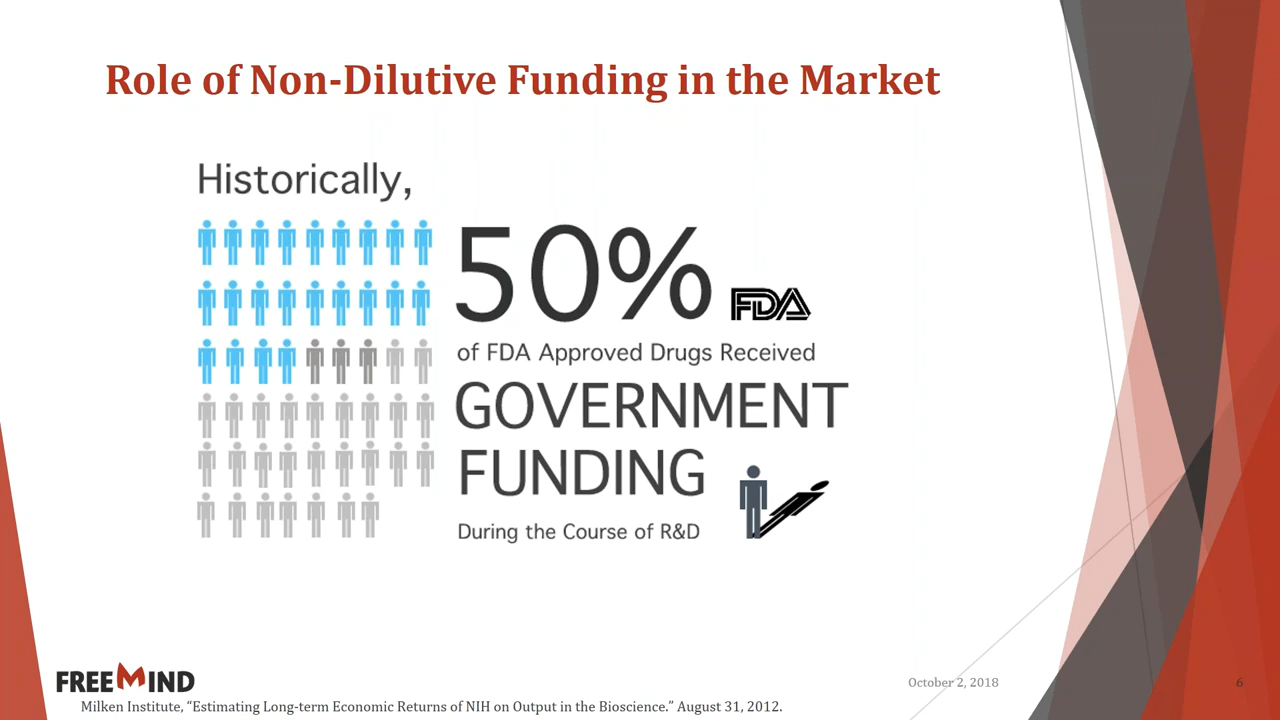 Role of Non-Dilutive Funding in the Market
Historically,
50%
FDA
of FDA Approved Drugs Received
GOVERNMENT
FUNDING
During the Course of R&D
FREEMIND
October 2, 2018
6
Milken Institute, “Estimating Long-term Economic Returns of NIH on Output in the Bioscience.” August 31, 2012.